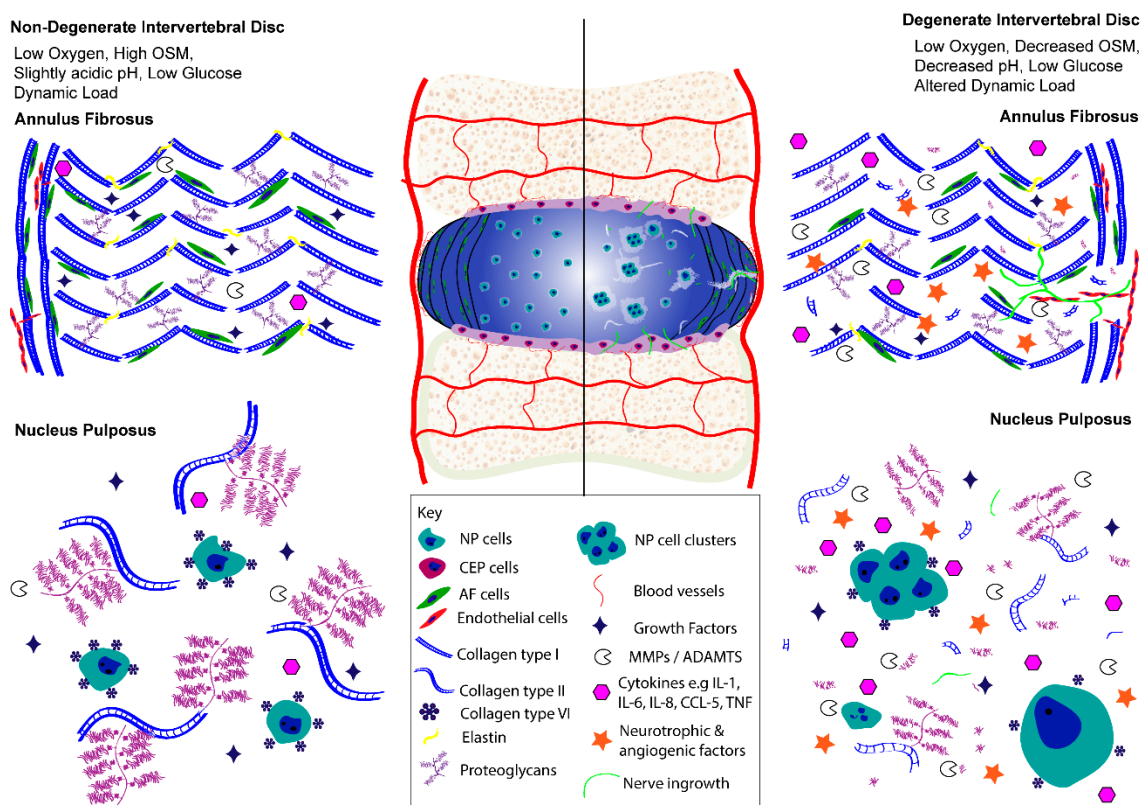 Non-Degenerate Intervertebral Disc
Low Oxygen, High OSM,
Slightly acidic pH, Low Glucose
Dynamic Load
Annulus Fibrosus
Degenerate Intervertebral Disc
Low Oxygen, Decreased OSM,
Decreased pH, Low Glucose
Altered Dynamic Load
Annulus Fibrosus
Nucleus Pulposus
Nucleus Pulposus
Key
NP cells
CEP cells
AF cells
Endothelial cells
Collagen type I
Collagen type II
Collagen type VI
Elastin
Proteoglycans
NP cell clusters
Blood vessels
Growth Factors
MMPs / ADAMTS
Cytokines e.g IL-1,
IL-6, IL-8, CCL-5, TNF
Neurotrophic &
angiogenic factors
Nerve ingrowth